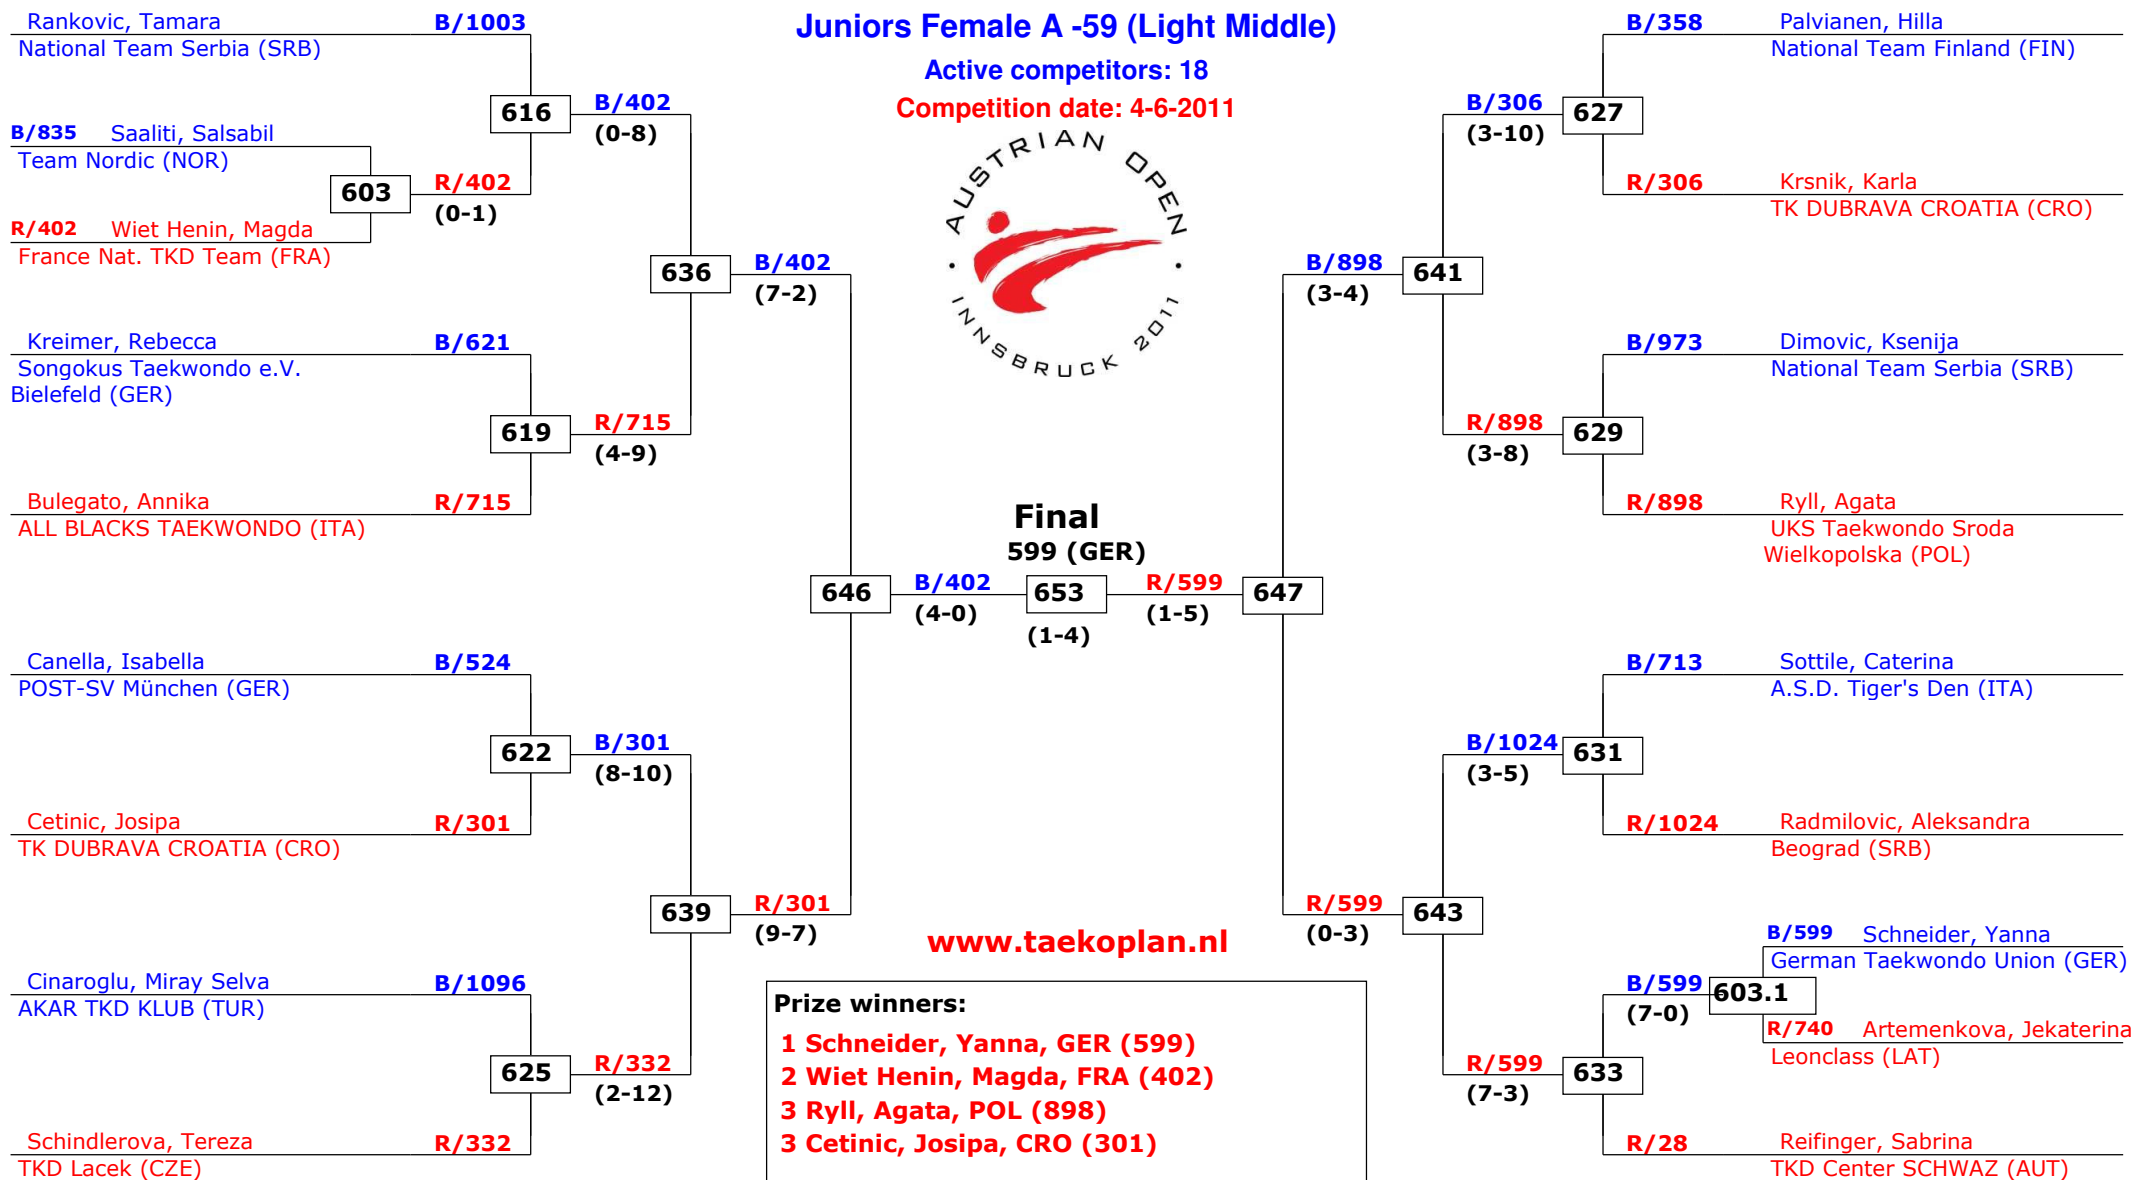 Juniors Female A -59 (Light Middle)
Active competitors: 18
Competition date: 4-6-2011
AUSTRIAN OPEN
INNSBRUCK 2011
Rankovic, Tamara B/1003
National Team Serbia (SRB)
616
B/402
(0-8)
B/835 Saaliti, Salsabil
Team Nordic (NOR)
603
R/402
(0-1)
R/402 Wiet Henin, Magda
France Nat. TKD Team (FRA)
636
B/402
(7-2)
Kreimer, Rebecca B/621
Songokus Taekwondo e.V.
Bielefeld (GER)
619
R/715
(4-9)
Bulegato, Annika R/715
ALL BLACKS TAEKWONDO (ITA)
646
B/402
(4-0)
Canella, Isabella B/524
POST-SV München (GER)
622
B/301
(8-10)
Cetinic, Josipa R/301
TK DUBRAVA CROATIA (CRO)
639
R/301
(9-7)
Cinaroglu, Miray Selva B/1096
AKAR TKD KLUB (TUR)
625
R/332
(2-12)
Schindlerova, Tereza R/332
TKD Lacek (CZE)
Final
599 (GER)
653
(1-4)
R/599
(1-5)
647
B/358 Palvianen, Hilla
National Team Finland (FIN)
B/306
(3-10)
627
R/306 Krsnik, Karla
TK DUBRAVA CROATIA (CRO)
B/898
(3-4)
641
B/973 Dimovic, Ksenija
National Team Serbia (SRB)
R/898
(3-8)
629
R/898 Ryll, Agata
UKS Taekwondo Sroda
Wielkopolska (POL)
B/713 Sottile, Caterina
A.S.D. Tiger's Den (ITA)
B/1024
(3-5)
631
R/1024 Radmilovic, Aleksandra
Beograd (SRB)
R/599
(0-3)
643
B/599 Schneider, Yanna
German Taekwondo Union (GER)
B/599
(7-0)
603.1
R/740 Artemenkova, Jekaterina
Leonclass (LAT)
R/599
(7-3)
633
R/28 Reifinger, Sabrina
TKD Center SCHWAZ (AUT)
www.taekoplan.nl
Prize winners:
1 Schneider, Yanna, GER (599)
2 Wiet Henin, Magda, FRA (402)
3 Ryll, Agata, POL (898)
3 Cetinic, Josipa, CRO (301)